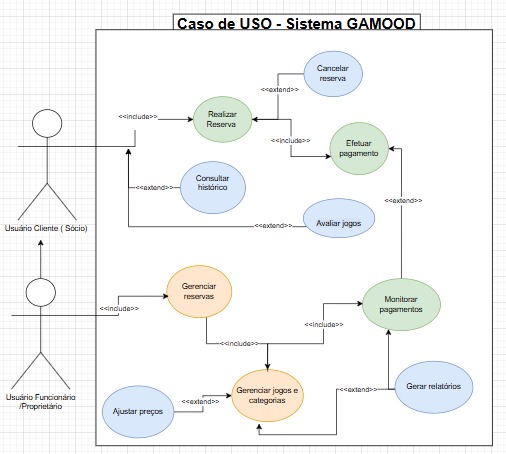 Caso de USO - Sistema GAMOOD
Cancelar
reserva
<<extend>>
<<include>>
Realizar
Reserva
<<include>>
Efetuar
pagamento
Consultar
histórico
<<extend>>
<<extend>>
Usuário Cliente ( Sócio)
<<extend>>
Avaliar jogos
Gerenciar
reservas
<<include>>
Monitorar
pagamentos
<<include>>
<<include>>
Usuário Funcionário
/Proprietário
Gerenciar jogos e
categorias
<<extend>>
Gerar relatórios
<<extend>>
Ajustar preços